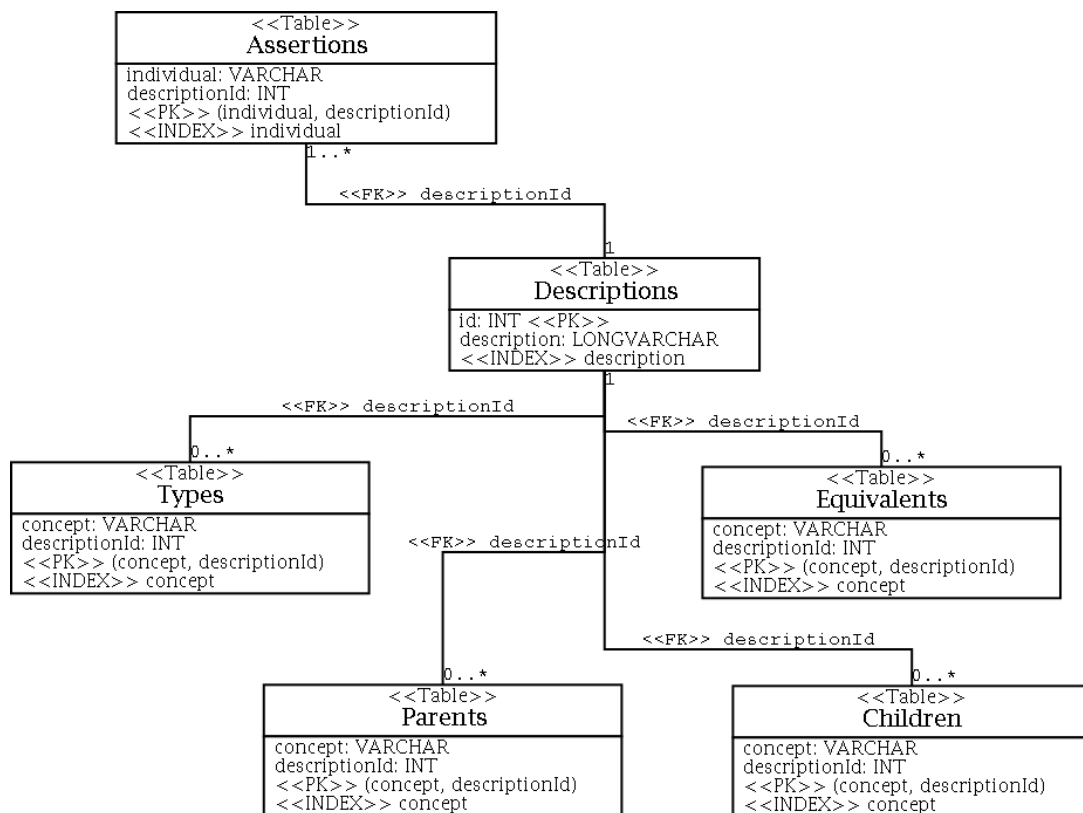 <<Table>>
Assertions
individual: VARCHAR
descriptionId: INT
<<PK>> (individual, descriptionId)
<<INDEX>> individual
1..*
<<FK>> descriptionId
1
<<Table>>
Descriptions
id: INT <<PK>>
description: LONGVARCHAR
<<INDEX>> description
1
<<FK>> descriptionId
<<FK>> descriptionId
0..*
0..*
<<Table>>
Types
concept: VARCHAR
descriptionId: INT
<<PK>> (concept, descriptionId)
<<INDEX>> concept
<<Table>>
Equivalents
concept: VARCHAR
descriptionId: INT
<<PK>> (concept, descriptionId)
<<INDEX>> concept
<<FK>> descriptionId
<<FK>> descriptionId
0..*
0..*
<<Table>>
Parents
concept: VARCHAR
descriptionId: INT
<<PK>> (concept, descriptionId)
<<INDEX>> concept
<<Table>>
Children
concept: VARCHAR
descriptionId: INT
<<PK>> (concept, descriptionId)
<<INDEX>> concept